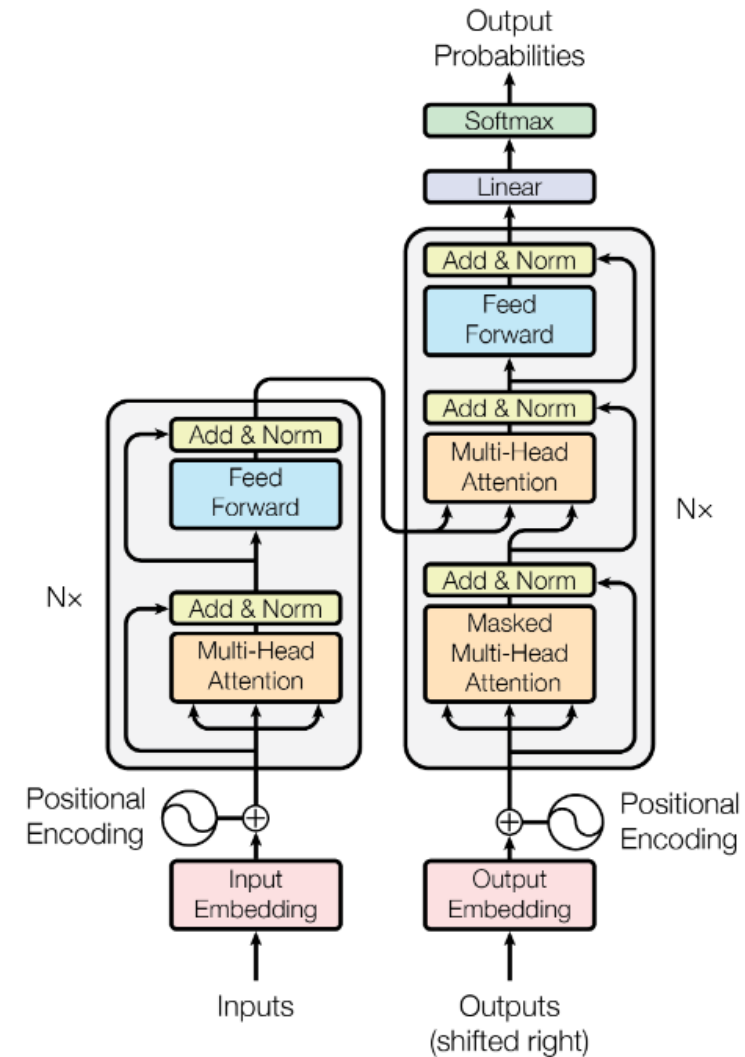 Output
Probabilities
Softmax
Linear
Add & Norm
Feed
Forward
Add & Norm
Multi-Head
Attention
N×
Add & Norm
Masked
Multi-Head
Attention
Add & Norm
Feed
Forward
N×
Add & Norm
Multi-Head
Attention
Positional
Encoding
Positional
Encoding
Input
Embedding
Output
Embedding
Inputs
Outputs
(shifted right)